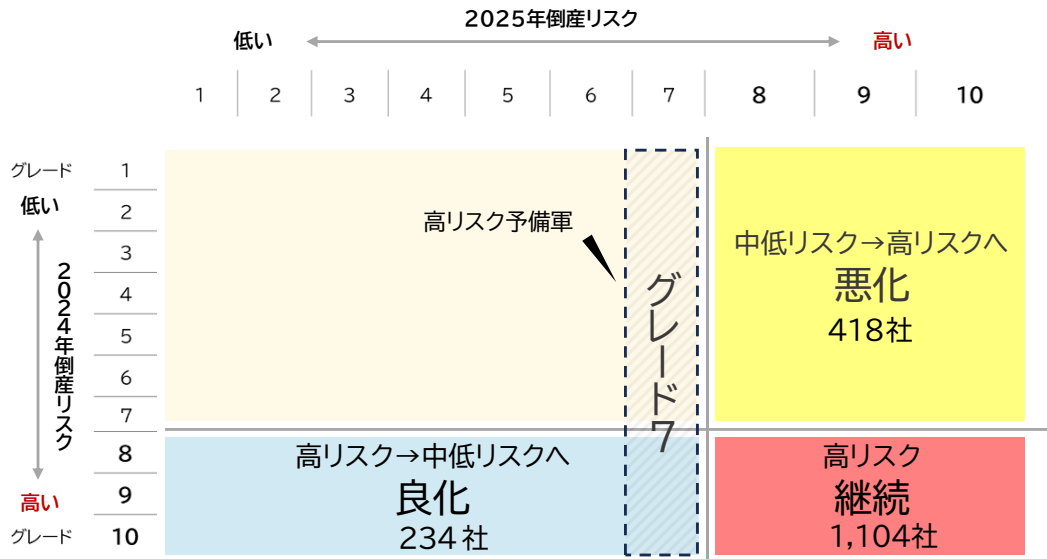 2025年倒産リスク
低い
高い
1 2 3 4 5 6 7 8 9 10
グレード
低い
2024年倒産リスク
高い
グレード
1
2
3
4
5
6
7
8
9
10
高リスク予備軍
グレード7
中低リスク→高リスクへ
悪化
418社
高リスク→中低リスクへ
良化
234社
高リスク
継続
1,104社